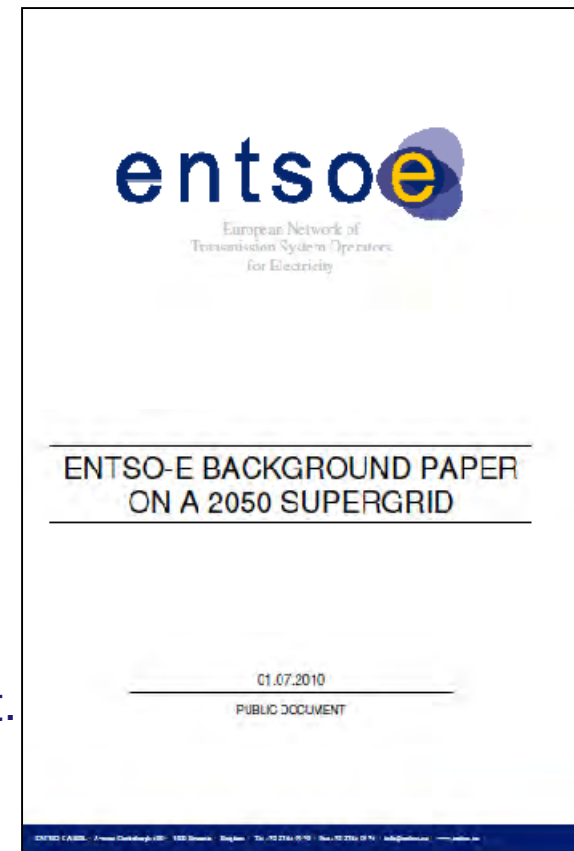 entsoe
European Network of
Transmission System Operators
for Electricity
ENTSO-E BACKGROUND PAPER
ON A 2050 SUPERGRID
01.07.2010
PUBLIC DOCUMENT
t.